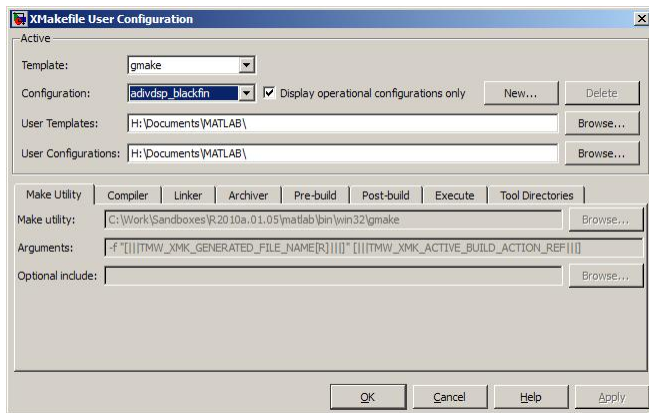 XMakefile User Configuration
Active
Template: gmake
Configuration: adivdsp_blackfin Display operational configurations only New... Delete
User Templates: H:\Documents\MATLAB\ Browse...
User Configurations: H:\Documents\MATLAB\ Browse...
Make Utility Compiler Linker Archiver Pre-build Post-build Execute Tool Directories
Make utility: C:\Work\Sandboxes\R2010a.01.05\matlab\bin\win32\gmake Browse...
Arguments: -f "[|||TMW_XMK_GENERATED_FILE_NAME[R]|||]" [|||TMW_XMK_ACTIVE_BUILD_ACTION_REF|||]
Optional include: Browse...
OK Cancel Help Apply